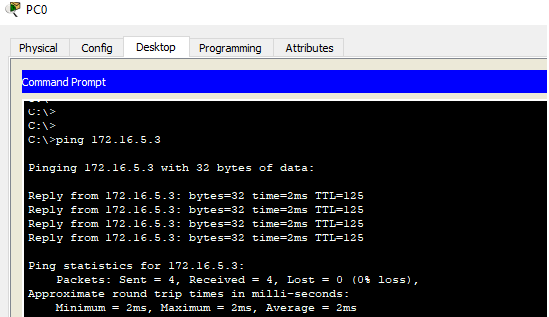 PC0
Physical Config Desktop Programming Attributes
Command Prompt
C:\>
C:\>
C:\>
C:\>ping 172.16.5.3
Pinging 172.16.5.3 with 32 bytes of data:
Reply from 172.16.5.3: bytes=32 time=2ms TTL=125
Reply from 172.16.5.3: bytes=32 time=2ms TTL=125
Reply from 172.16.5.3: bytes=32 time=2ms TTL=125
Reply from 172.16.5.3: bytes=32 time=2ms TTL=125
Ping statistics for 172.16.5.3:
Packets: Sent = 4, Received = 4, Lost = 0 (0% loss),
Approximate round trip times in milli-seconds:
Minimum = 2ms, Maximum = 2ms, Average = 2ms